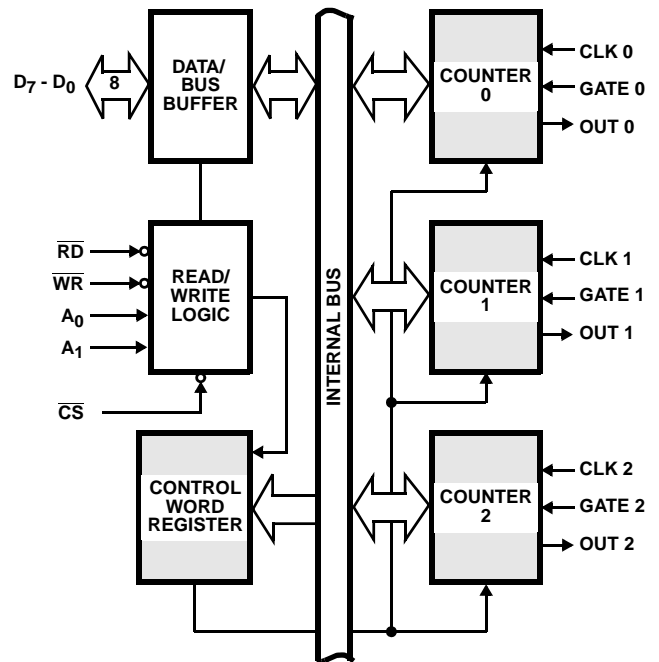 D7 - D0
8
DATA/
BUS
BUFFER
COUNTER
0
CLK 0
GATE 0
OUT 0
RD
WR
A0
A1
CS
READ/
WRITE
LOGIC
INTERNAL BUS
COUNTER
1
CLK 1
GATE 1
OUT 1
CONTROL
WORD
REGISTER
COUNTER
2
CLK 2
GATE 2
OUT 2